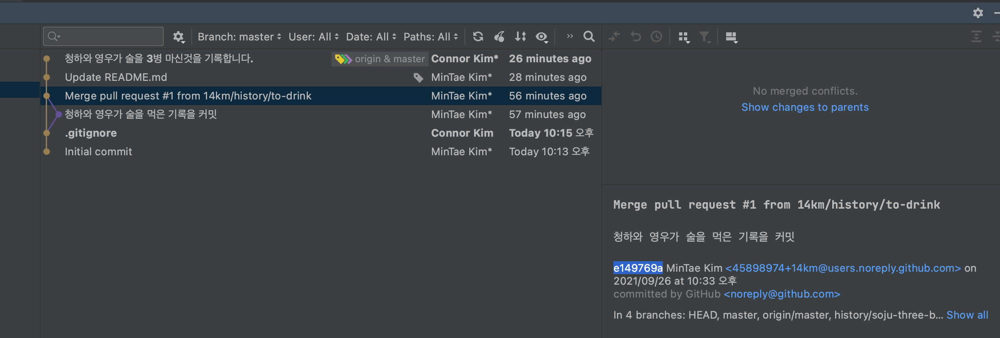 Branch: master User: All Date: All Paths: All
청하와 영우가 술을 3병 마신것을 기록합니다. origin & master Connor Kim* 26 minutes ago
Update README.md MinTae Kim* 28 minutes ago
Merge pull request #1 from 14km/history/to-drink MinTae Kim* 56 minutes ago
청하와 영우가 술을 먹은 기록을 커밋 MinTae Kim* 57 minutes ago
.gitignore Connor Kim Today 10:15 오후
Initial commit MinTae Kim* Today 10:13 오후
No merged conflicts.
Show changes to parents
Merge pull request #1 from 14km/history/to-drink
청하와 영우가 술을 먹은 기록을 커밋
e149769a MinTae Kim <45898974+14km@users.noreply.github.com> on
2021/09/26 at 10:33 오후
committed by GitHub <noreply@github.com>
In 4 branches: HEAD, master, origin/master, history/soju-three-b... Show all